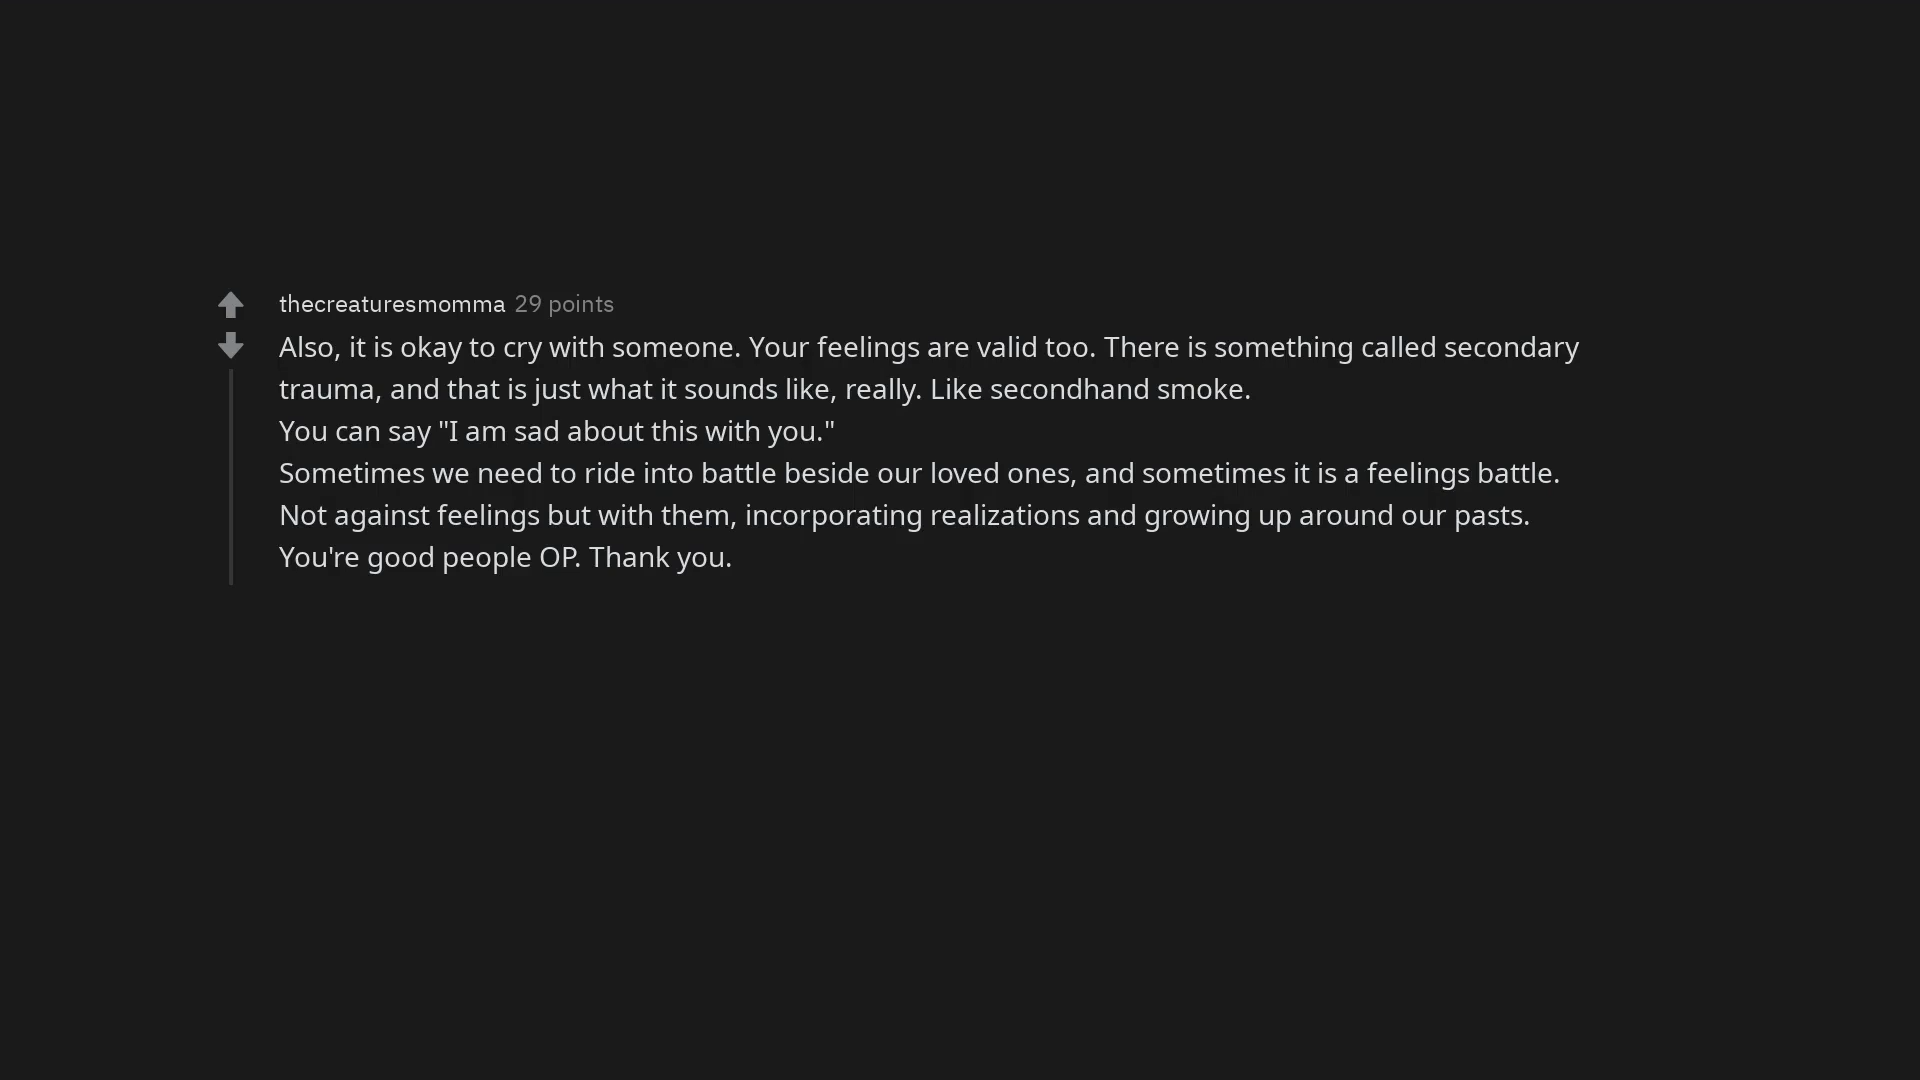 thecreaturesmomma 29 points
Also, it is okay to cry with someone. Your feelings are valid too. There is something called secondary
trauma, and that is just what it sounds like, really. Like secondhand smoke.
You can say "I am sad about this with you."
Sometimes we need to ride into battle beside our loved ones, and sometimes it is a feelings battle.
Not against feelings but with them, incorporating realizations and growing up around our pasts.
You're good people OP. Thank you.